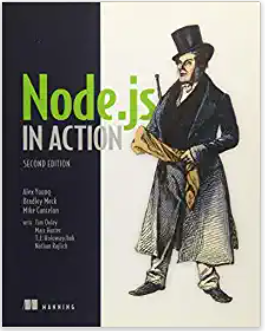 Node.js
IN ACTION
SECOND EDITION
Alex Young
Bradley Meck
Mike Cantelon
WITH Tim Oxley
Marc Harter
T.J. Holowaychuk
Nathan Rajlich
MANNING